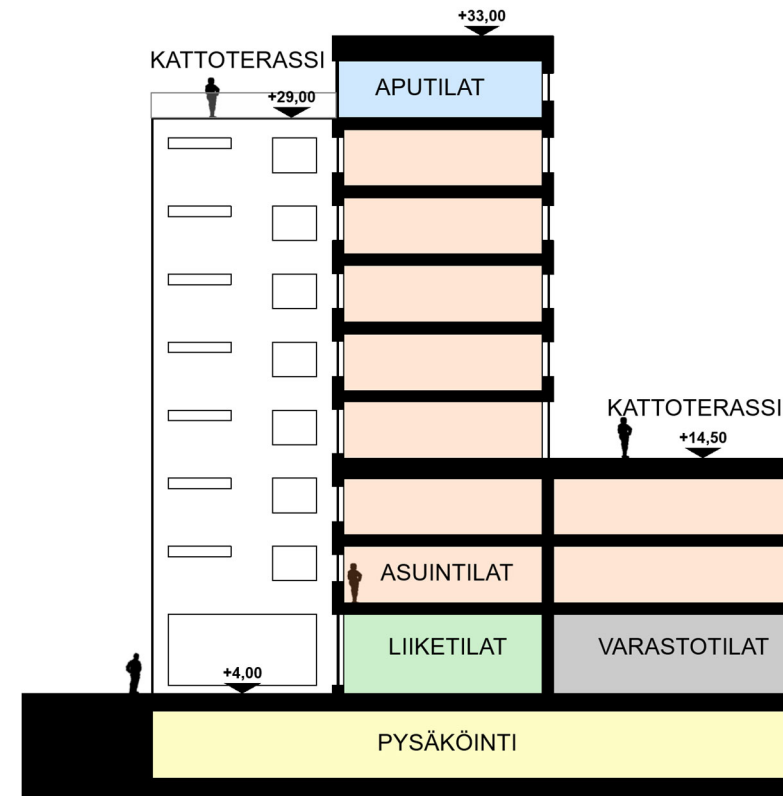 +33,00
KATTOTERASSI
APUTILAT
+29,00
KATTOTERASSI
+14,50
ASUINTILAT
LIIKETILAT
VARASTOTILAT
+4,00
PYSÄKÖINTI